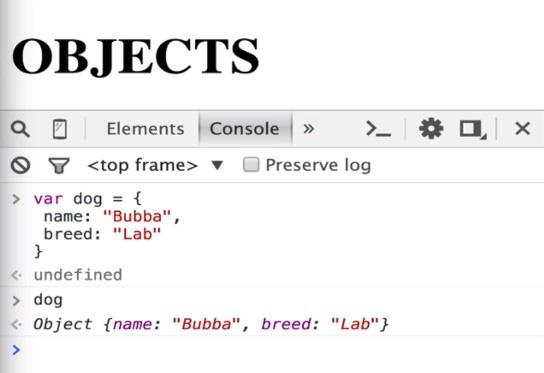 OBJECTS
Elements Console »
<top frame> ▼ Preserve log
> var dog = {
name: "Bubba",
breed: "Lab"
}
undefined
> dog
Object {name: "Bubba", breed: "Lab"}
>